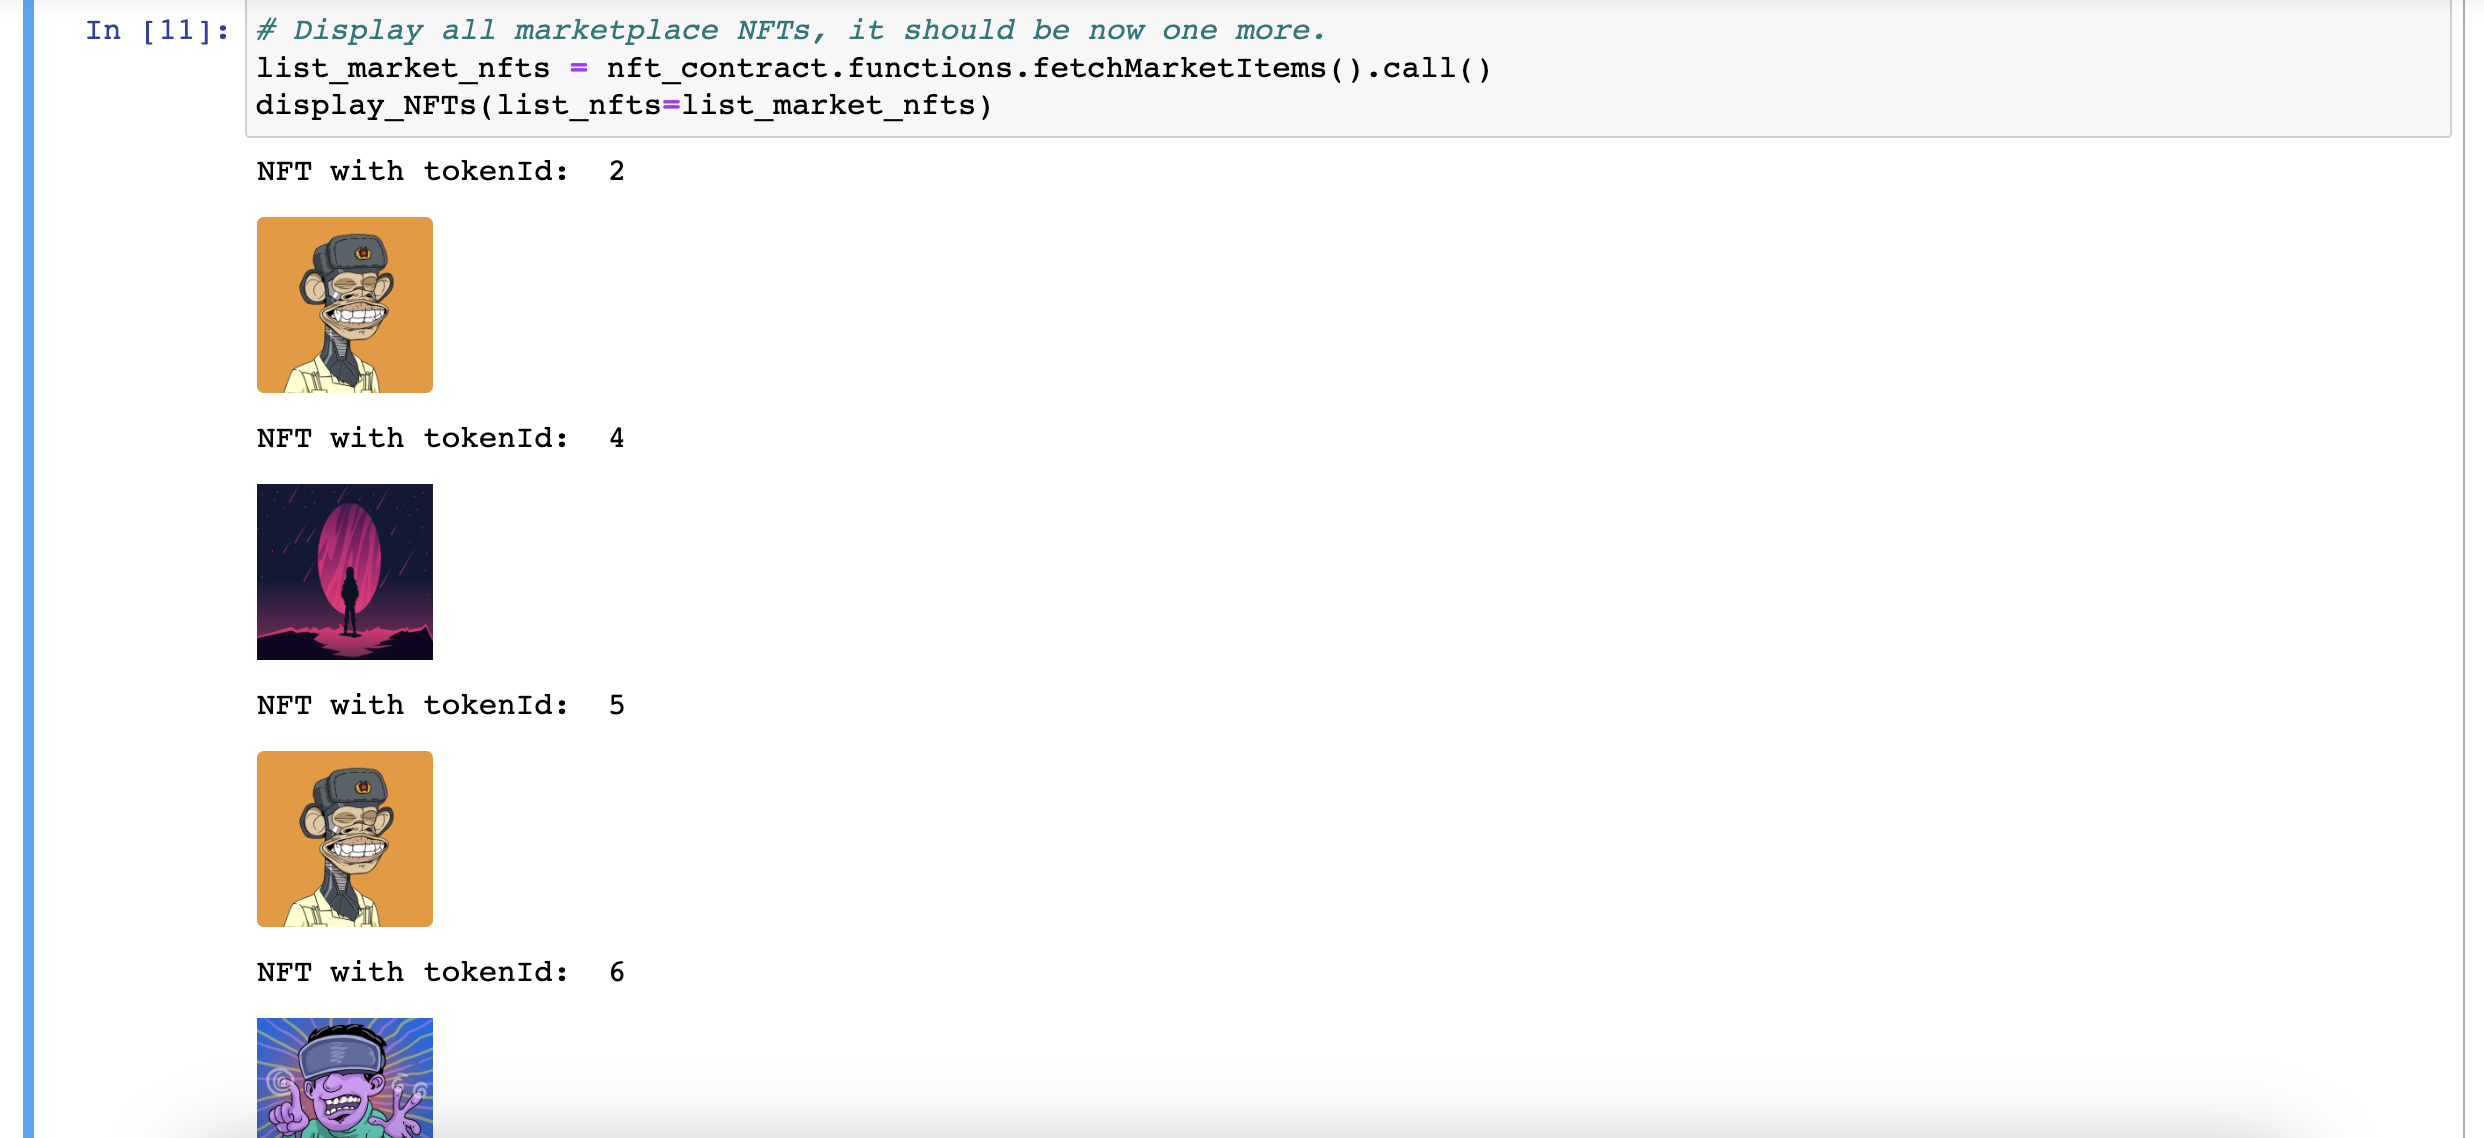 In [11]:
# Display all marketplace NFTs, it should be now one more.
list_market_nfts = nft_contract.functions.fetchMarketItems().call()
display_NFTs(list_nfts=list_market_nfts)
NFT with tokenId:  2
NFT with tokenId:  4
NFT with tokenId:  5
NFT with tokenId:  6